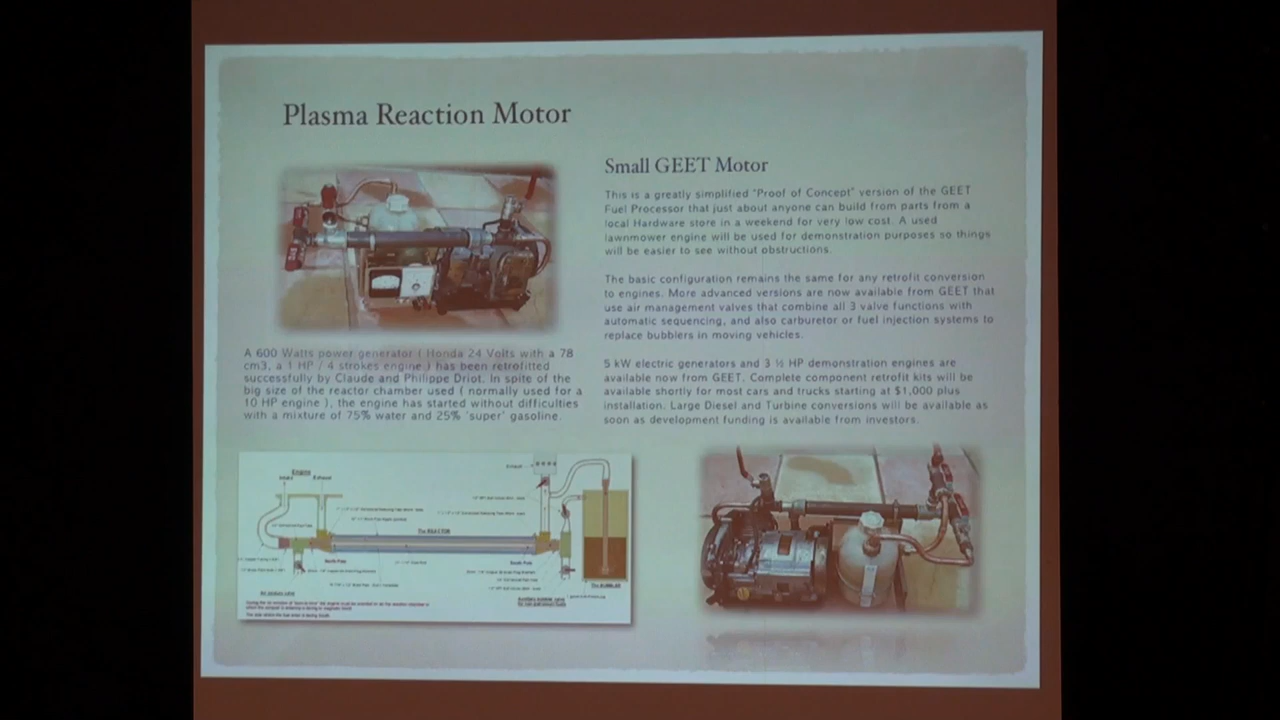 Plasma Reaction Motor
Small GEET Motor
This is a greatly simplified "Proof of Concept" version of the GEET
Fuel Processor that just about anyone can build from parts from a
local Hardware store in a weekend for very low cost. A used
lawnmower engine will be used for demonstration purposes so things
will be easier to see without obstructions.
The basic configuration remains the same for any retrofit conversion
to engines. More advanced versions are now available from GEET that
use air management valves that combine all 3 valve functions with
automatic sequencing, and also carburetor or fuel injection systems to
replace bubblers in moving vehicles.
5 kW electric generators and 3 ½ HP demonstration engines are
available now from GEET. Complete component retrofit kits will be
available shortly for most cars and trucks starting at $1,000 plus
installation. Large Diesel and Turbine conversions will be available as
soon as development funding is available from investors.
A 600 Watts power generator ( Honda 24 Volts with a 78
cm3, a 1 HP / 4 strokes engine ) has been retrofitted
successfully by Claude and Philippe Driot. In spite of the
big size of the reactor chamber used ( normally used for a
10 HP engine ), the engine has started without difficulties
with a mixture of 75% water and 25% 'super' gasoline.
Engine
Intake
Exhaust
Exhaust
The REACTOR
North Pole
South Pole